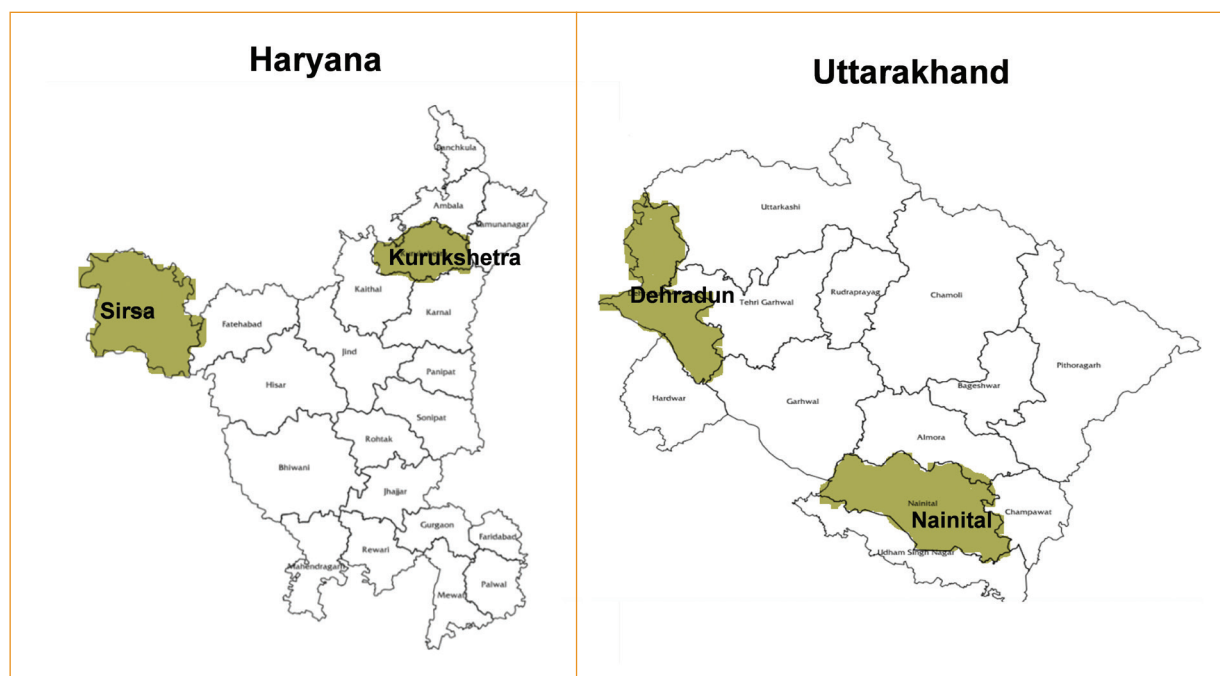 Haryana
Panchkula
Ambala
Yamunanagar
Kurukshetra
Kaithal
Karnal
Sirsa
Fatehabad
Jind
Hisar
Panipat
Sonipat
Rohtak
Bhiwani
Jhajjar
Gurgaon
Faridabad
Rewari
Mahendragarh
Mewat
Palwal
Uttarakhand
Uttarkashi
Dehradun
Tehri Garhwal
Rudraprayag
Chamoli
Hardwar
Garhwal
Bageshwar
Pithoragarh
Almora
Nainital
Nainital
Champawat
Udham Singh Nagar